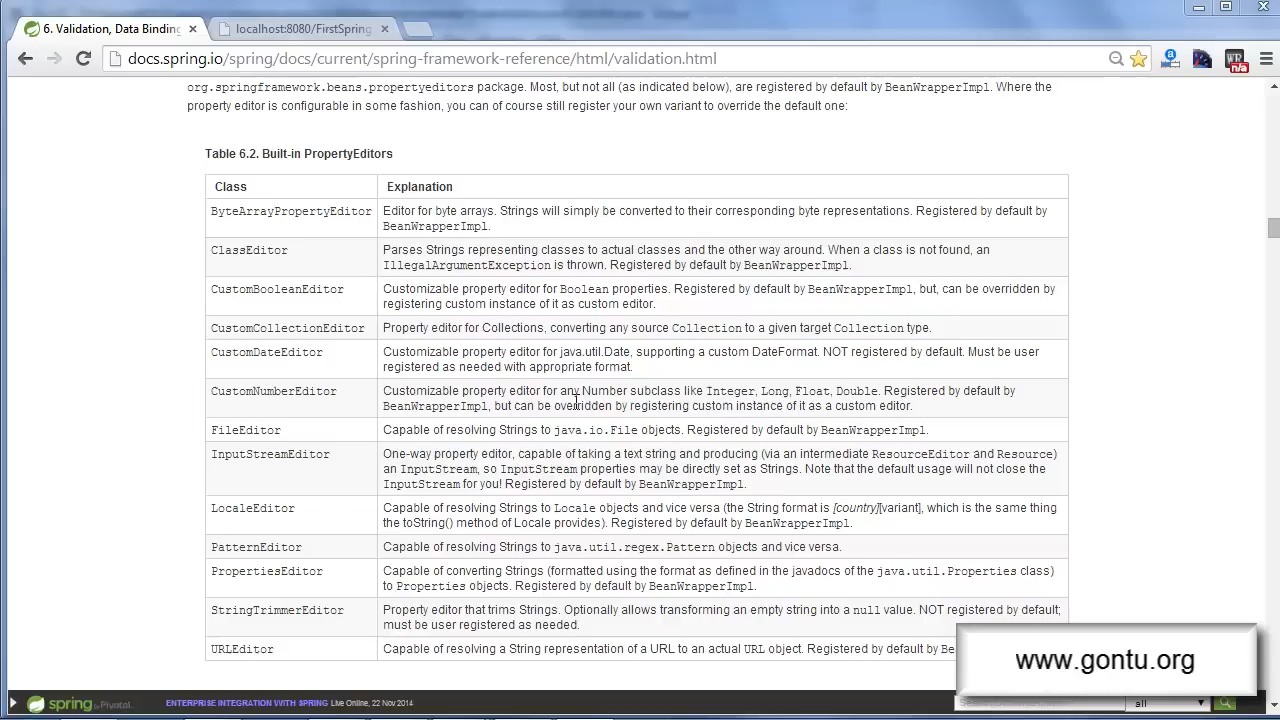 6. Validation, Data Binding
localhost:8080/FirstSpring
docs.spring.io/spring/docs/current/spring-framework-reference/html/validation.html
n/a
org.springframework.beans.propertyeditors package. Most, but not all (as indicated below), are registered by default by BeanWrapperImpl. Where the
property editor is configurable in some fashion, you can of course still register your own variant to override the default one:
Table 6.2. Built-in PropertyEditors
Class Explanation
ByteArrayPropertyEditor Editor for byte arrays. Strings will simply be converted to their corresponding byte representations. Registered by default by
BeanWrapperImpl.
ClassEditor Parses Strings representing classes to actual classes and the other way around. When a class is not found, an
IllegalArgumentException is thrown. Registered by default by BeanWrapperImpl.
CustomBooleanEditor Customizable property editor for Boolean properties. Registered by default by BeanWrapperImpl, but, can be overridden by
registering custom instance of it as custom editor.
CustomCollectionEditor Property editor for Collections, converting any source Collection to a given target Collection type.
CustomDateEditor Customizable property editor for java.util.Date, supporting a custom DateFormat. NOT registered by default. Must be user
registered as needed with appropriate format.
CustomNumberEditor Customizable property editor for any Number subclass like Integer, Long, Float, Double. Registered by default by
BeanWrapperImpl, but can be overridden by registering custom instance of it as a custom editor.
FileEditor Capable of resolving Strings to java.io.File objects. Registered by default by BeanWrapperImpl.
InputStreamEditor One-way property editor, capable of taking a text string and producing (via an intermediate ResourceEditor and Resource)
an InputStream, so InputStream properties may be directly set as Strings. Note that the default usage will not close the
InputStream for you! Registered by default by BeanWrapperImpl.
LocaleEditor Capable of resolving Strings to Locale objects and vice versa (the String format is [country][variant], which is the same thing
the toString() method of Locale provides). Registered by default by BeanWrapperImpl.
PatternEditor Capable of resolving Strings to java.util.regex.Pattern objects and vice versa.
PropertiesEditor Capable of converting Strings (formatted using the format as defined in the javadocs of the java.util.Properties class)
to Properties objects. Registered by default by BeanWrapperImpl.
StringTrimmerEditor Property editor that trims Strings. Optionally allows transforming an empty string into a null value. NOT registered by default;
must be user registered as needed.
URLEditor Capable of resolving a String representation of a URL to an actual URL object. Registered by default by Be
www.gontu.org
spring by Pivotal. ENTERPRISE INTEGRATION WITH SPRING Live Online, 22 Nov 2014
all